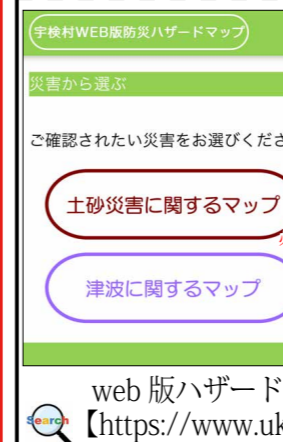 宇検村WEB版防災ハザードマップ
災害から選ぶ
ご確認されたい災害をお選びくださ
土砂災害に関するマップ
津波に関するマップ
web 版ハザード
Search 【https://www.uk